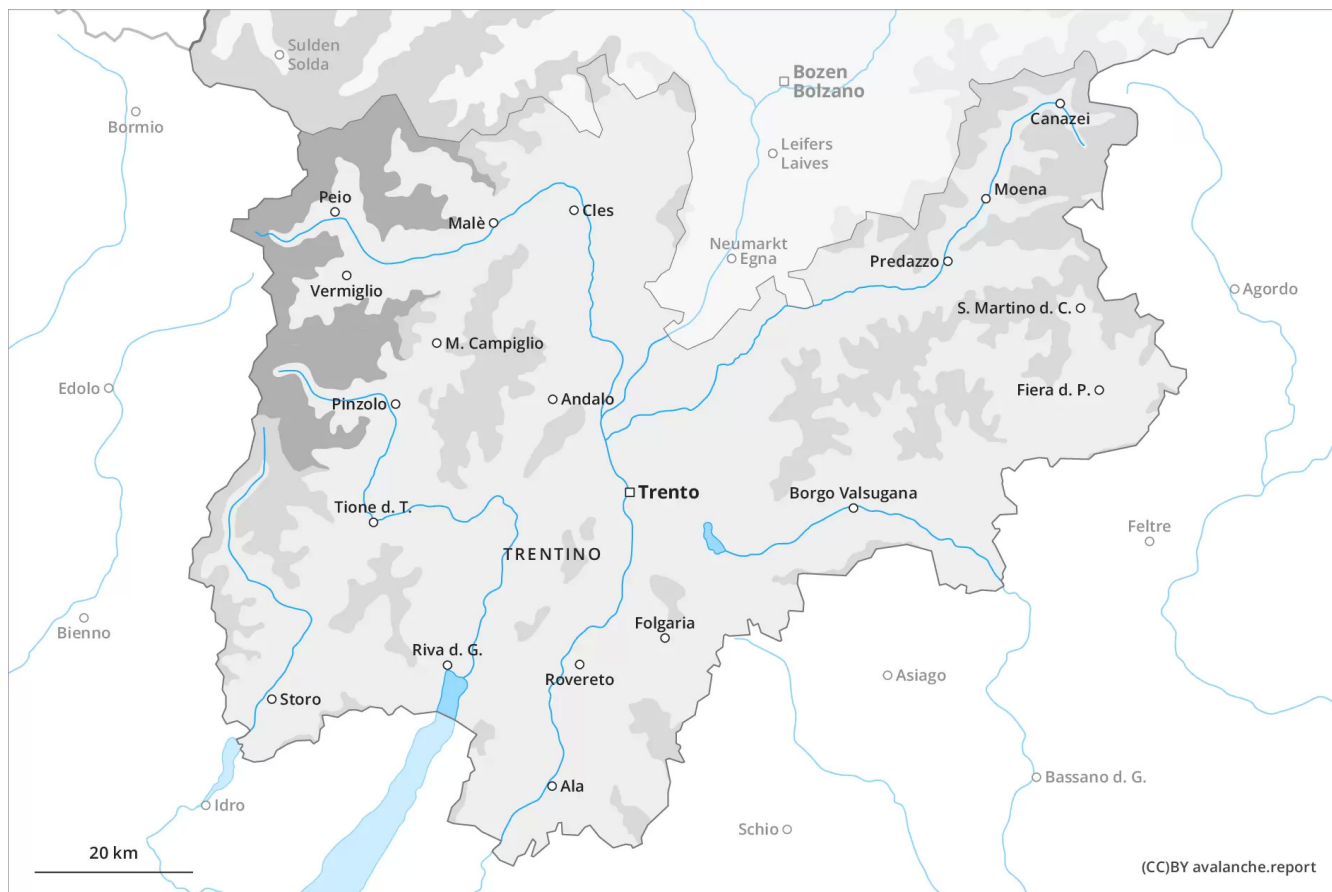 Sulden
Solda
Bozen
Bolzano
Bormio
Canazei
Leifers
Laives
Moena
Peio
Malè
Cles
Neumarkt
Egna
Predazzo
Vermiglio
Agordo
S. Martino d. C.
M. Campiglio
Edolo
Fiera d. P.
Pinzolo
Andalo
Trento
Borgo Valsugana
Tione d. T.
Feltre
TRENTINO
Bienno
Folgaria
Riva d. G.
Rovereto
Asiago
Storo
Bassano d. G.
Ala
Idro
Schio
20 km
(CC)BY avalanche.report